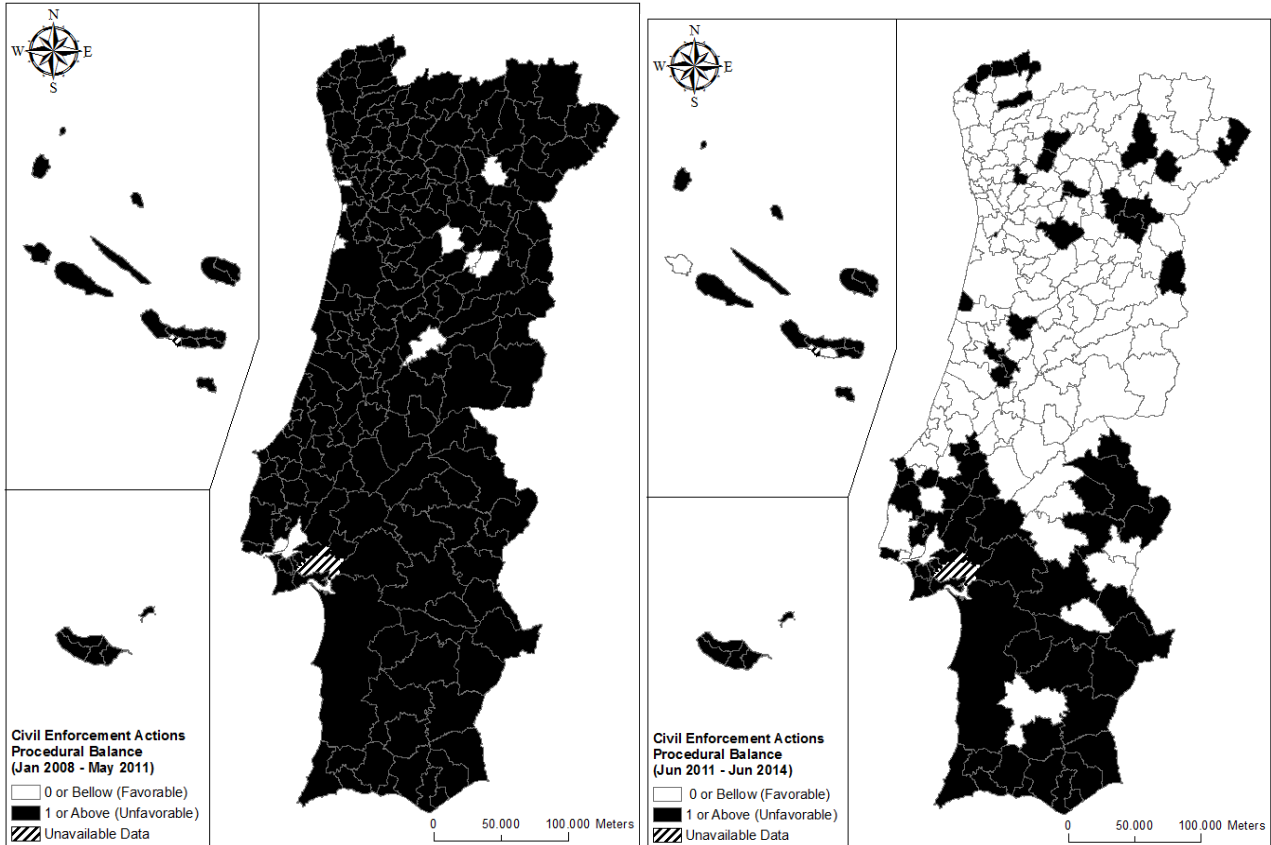 N
W E
S
Civil Enforcement Actions
Procedural Balance
(Jan 2008 - May 2011)
0 or Bellow (Favorable)
1 or Above (Unfavorable)
Unavailable Data
0 50.000 100.000 Meters
N
W E
S
Civil Enforcement Actions
Procedural Balance
(Jun 2011 - Jun 2014)
0 or Bellow (Favorable)
1 or Above (Unfavorable)
Unavailable Data
0 50.000 100.000 Meters